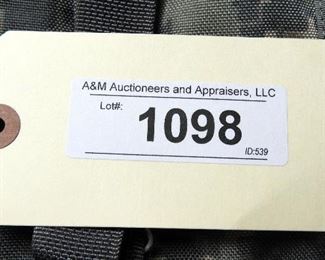 A&M Auctioneers and Appraisers, LLC
Lot#:
1098
ID:539